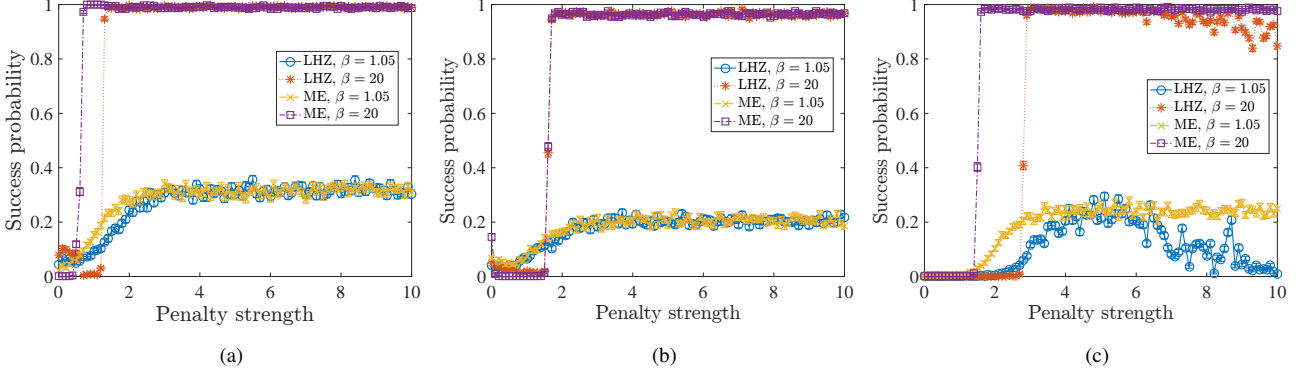 1
0.8
0.6
0.4
0.2
0
Success probability
LHZ, β = 1.05
LHZ, β = 20
ME, β = 1.05
ME, β = 20
0 2 4 6 8 10
Penalty strength
(a)
1
0.8
0.6
0.4
0.2
0
Success probability
LHZ, β = 1.05
LHZ, β = 20
ME, β = 1.05
ME, β = 20
0 2 4 6 8 10
Penalty strength
(b)
1
0.8
0.6
0.4
0.2
0
Success probability
LHZ, β = 1.05
LHZ, β = 20
ME, β = 1.05
ME, β = 20
0 2 4 6 8 10
Penalty strength
(c)